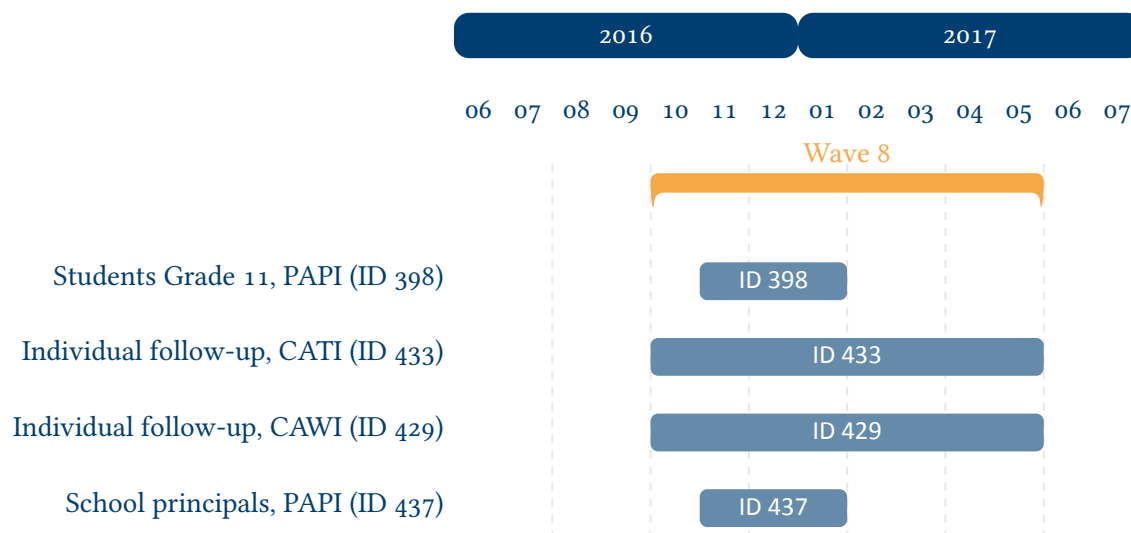 2016 2017
06 07 08 09 10 11 12 01 02 03 04 05 06 07
Wave 8
Students Grade 11, PAPI (ID 398) ID 398
Individual follow-up, CATI (ID 433) ID 433
Individual follow-up, CAWI (ID 429) ID 429
School principals, PAPI (ID 437) ID 437